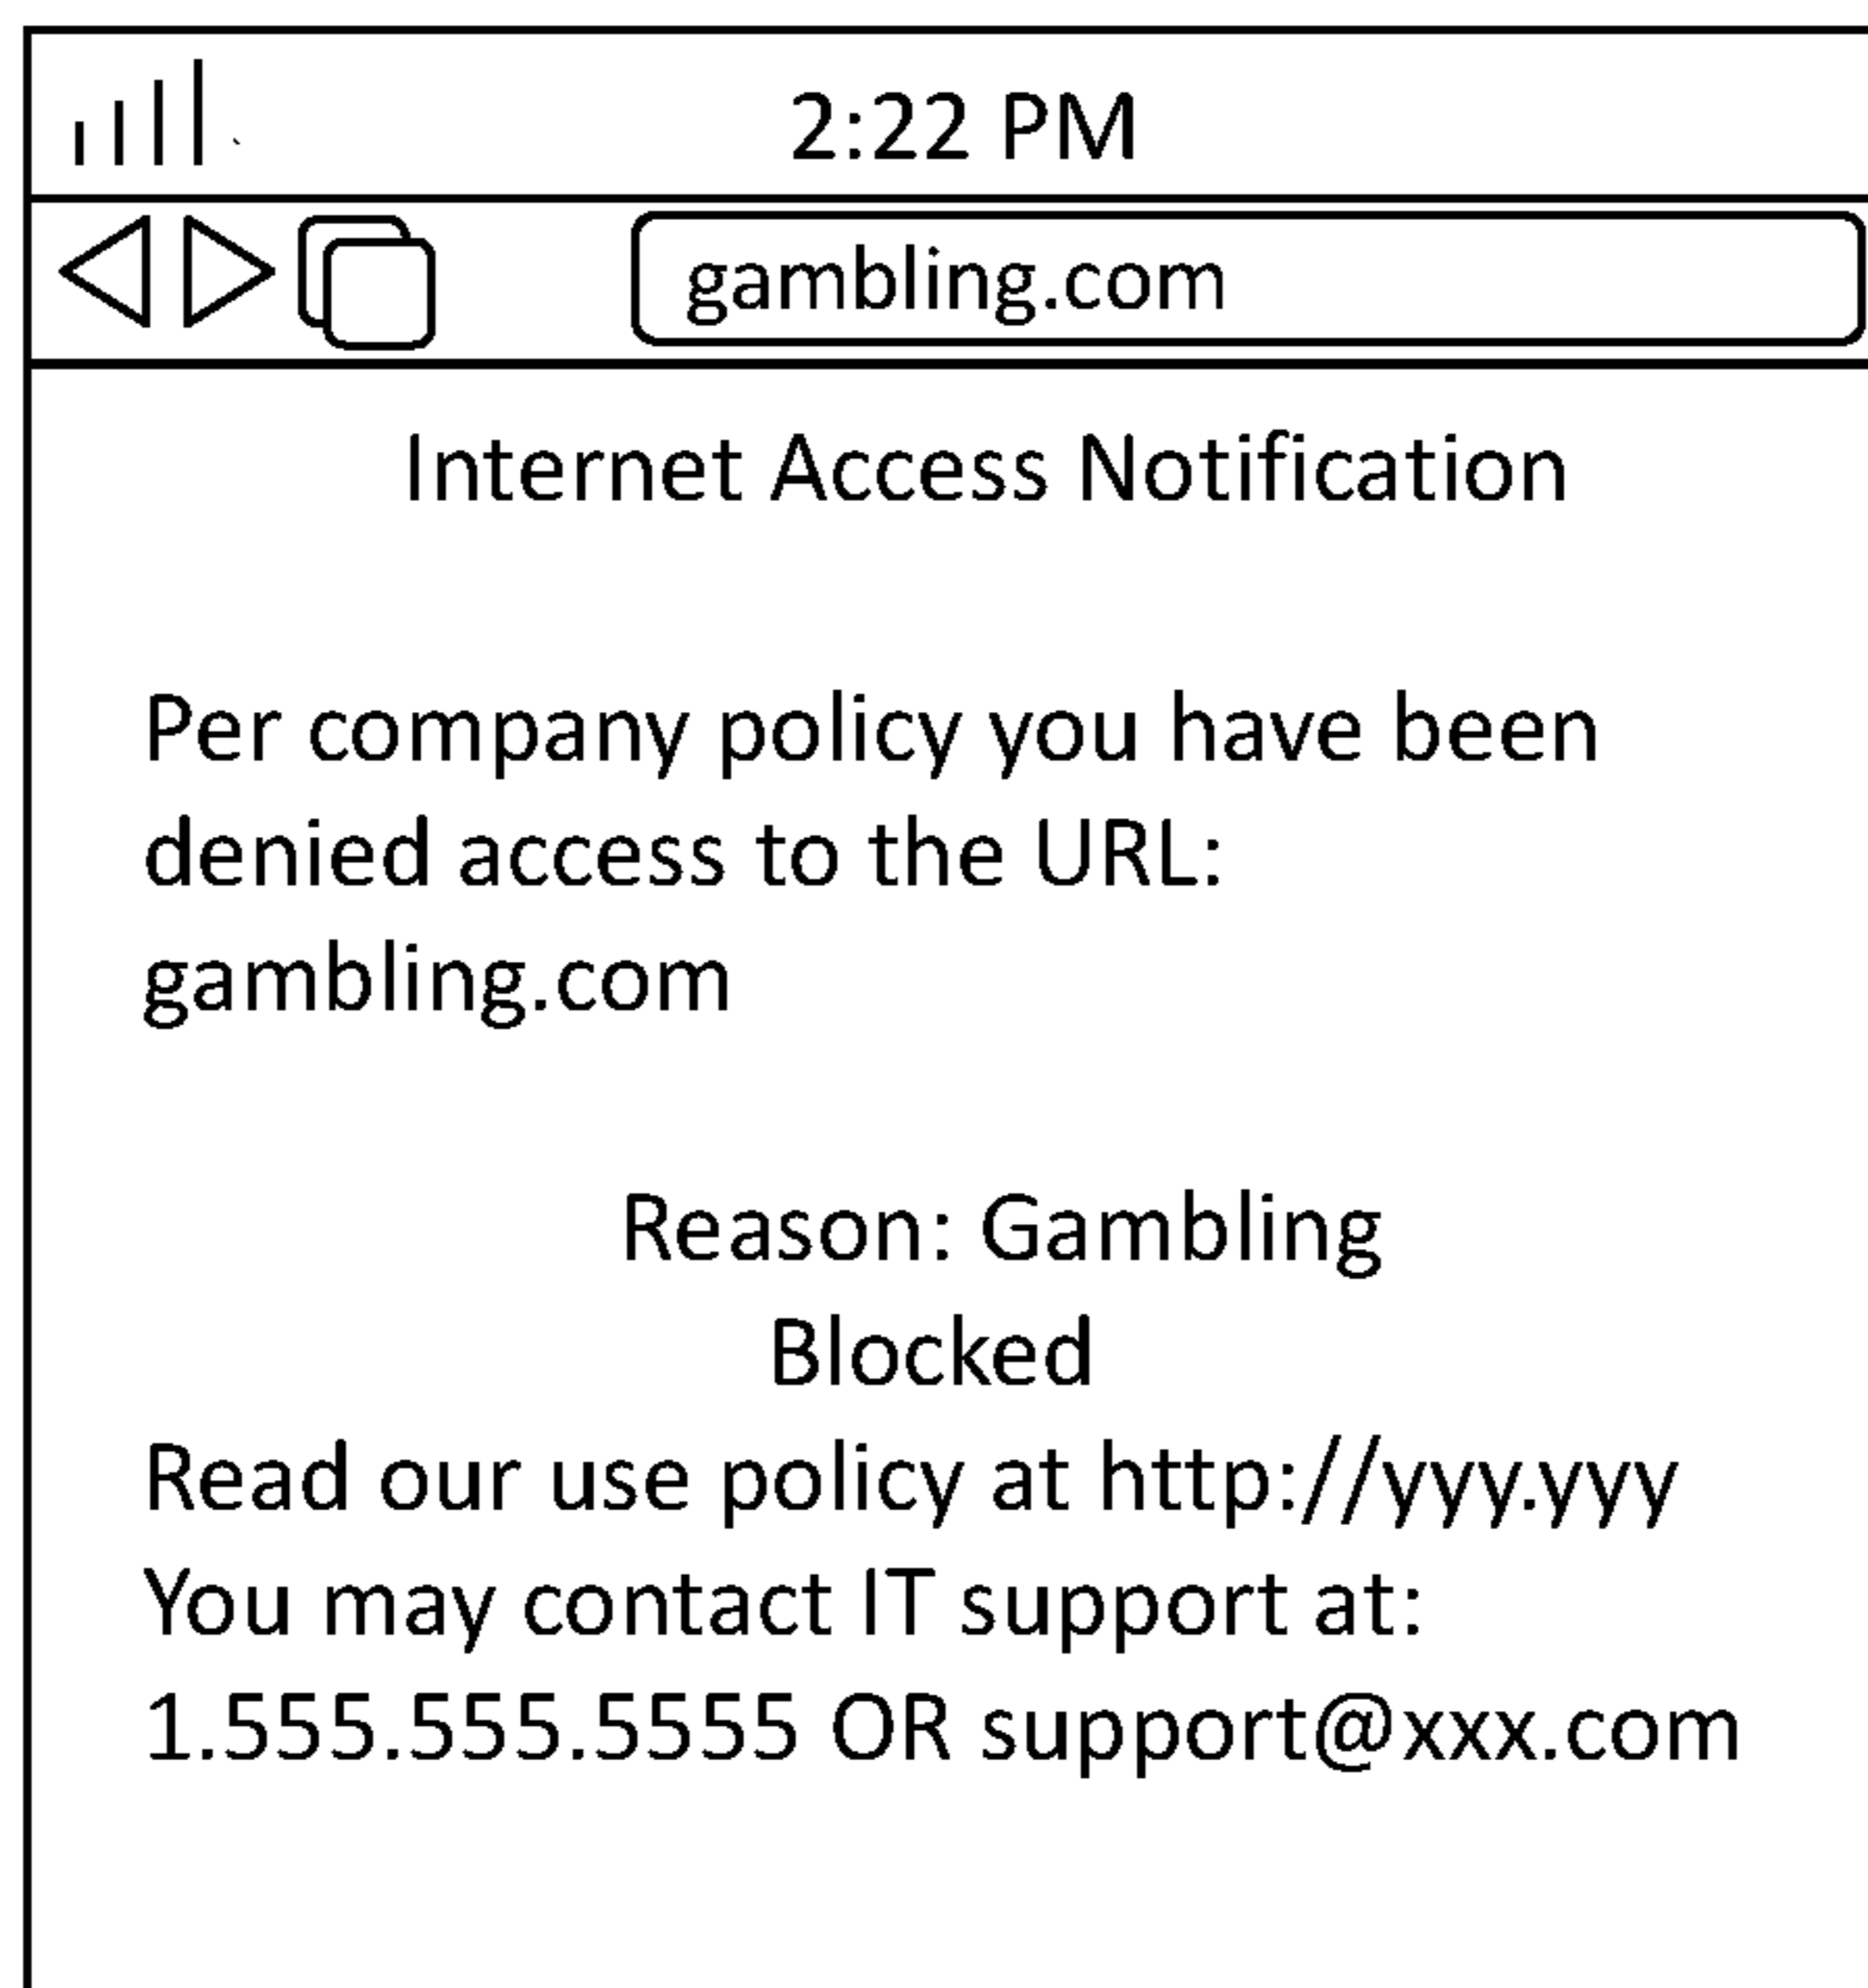 2:22 PM
gambling.com
Internet Access Notification
Per company policy you have been
denied access to the URL:
gambling.com
Reason: Gambling
Blocked
Read our use policy at http://yyy.yyy
You may contact IT support at:
1.555.555.5555 OR support@xxx.com